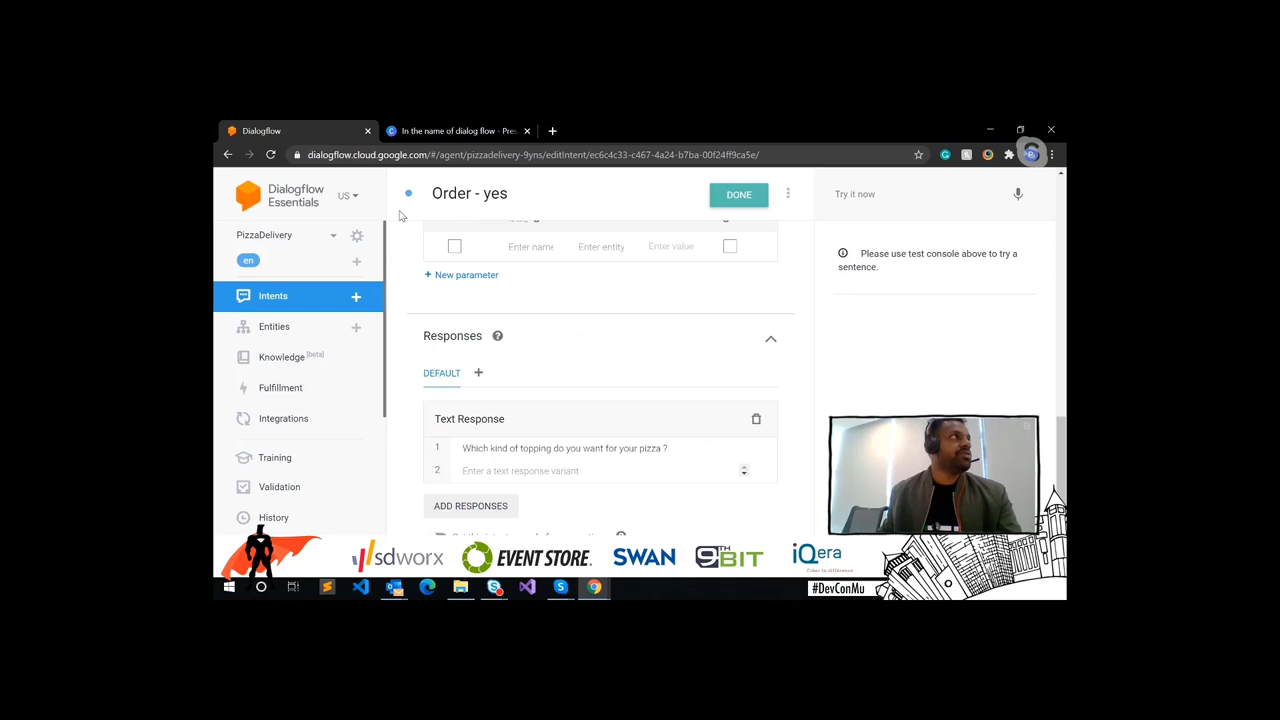 Dialogflow
In the name of dialog flow - Pres
dialogflow.cloud.google.com/#/agent/pizzadelivery-9yns/editIntent/ec6c4c33-c467-4a24-b7ba-00f24ff9ca5e/
Dialogflow
Essentials
US
Order - yes
DONE
Try it now
PizzaDelivery
en
Enter name
Enter entity
Enter value
Please use test console above to try a
sentence.
+ New parameter
Intents
Entities
Knowledge [beta]
Fulfillment
Integrations
Training
Validation
History
Responses
DEFAULT
Text Response
1 Which kind of topping do you want for your pizza ?
2 Enter a text response variant
ADD RESPONSES
sdworx
EVENT STORE.
SWAN
9TH BIT
iQera
#DevConMu